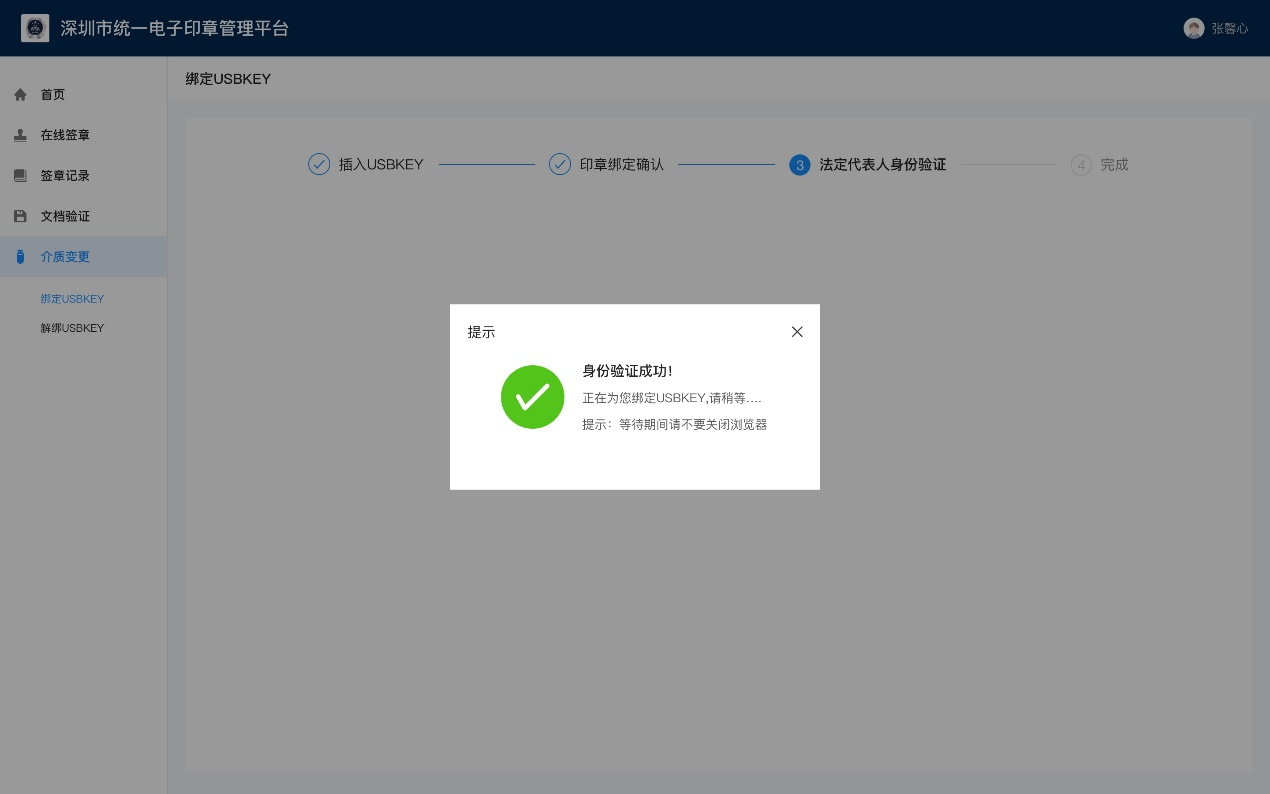 深圳市统一电子印章管理平台
张馨心
首页
在线签章
签章记录
文档验证
介质变更
绑定USBKEY
解绑USBKEY
绑定USBKEY
插入USBKEY
印章绑定确认
3 法定代表人身份验证
4 完成
提示
身份验证成功!
正在为您绑定USBKEY,请稍等....
提示：等待期间请不要关闭浏览器